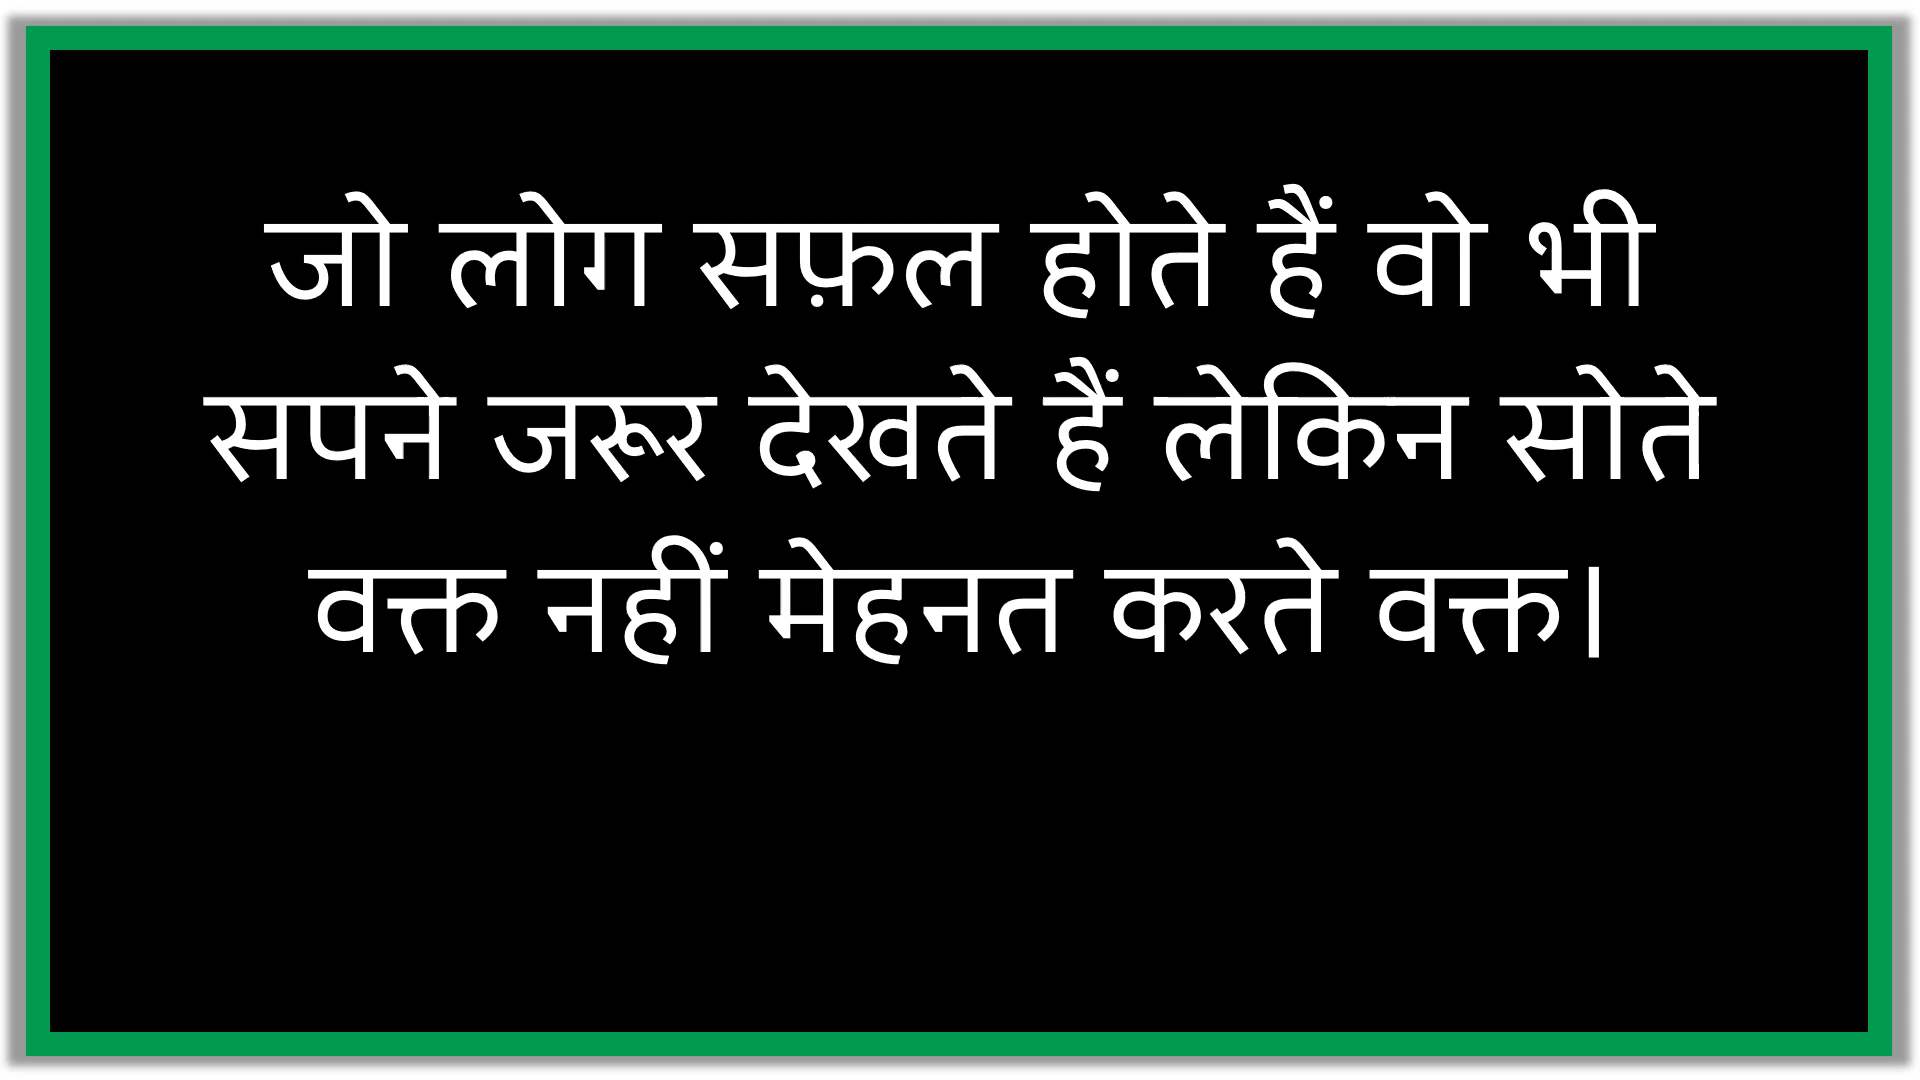 जो लोग सफ़ल होते हैं वो भी
सपने जरूर देखते हैं लेकिन सोते
वक्त नहीं मेहनत करते वक्त।